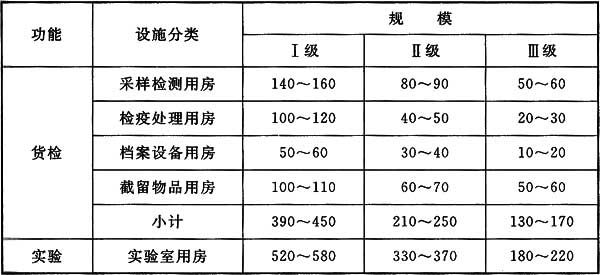 功能 设施分类 规 模
Ⅰ级 Ⅱ级 Ⅲ级
货检 采样检测用房 140～160 80～90 50～60
检疫处理用房 100～120 40～50 20～30
档案设备用房 50～60 30～40 10～20
截留物品用房 100～110 60～70 50～60
小计 390～450 210～250 130～170
实验 实验室用房 520～580 330～370 180～220